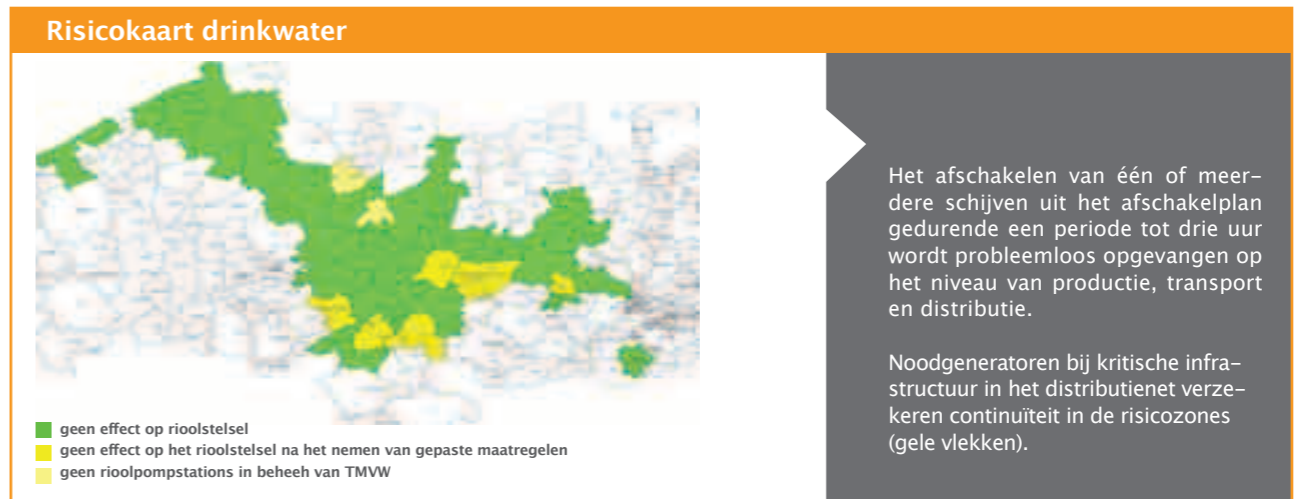 Risicokaart drinkwater
geen effect op rioolstelsel
geen effect op het rioolstelsel na het nemen van gepaste maatregelen
geen rioolpompstations in beheeh van TMVW
Het afschakelen van één of meer-
dere schijven uit het afschakelplan
gedurende een periode tot drie uur
wordt probleemloos opgevangen op
het niveau van productie, transport
en distributie.
Noodgeneratoren bij kritische infra-
structuur in het distributienet verze-
keren continuïteit in de risicozones
(gele vlekken).